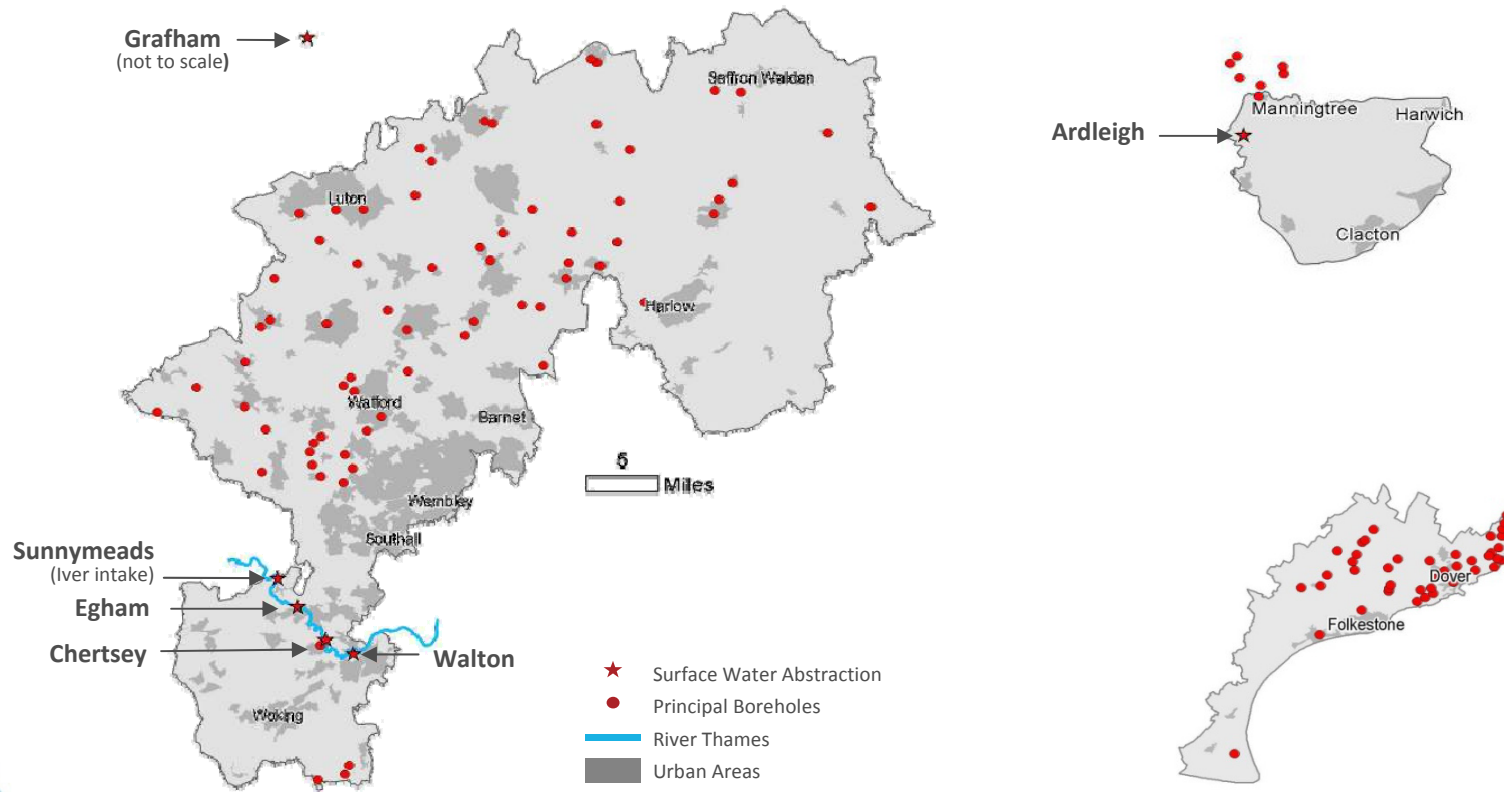 Grafham
(not to scale)
Saffron Walden
Luton
Harlow
Watford
Barnet
Wembley
Southall
5
Miles
Sunnymeads
(Iver intake)
Egham
Chertsey
Walton
Woking
Surface Water Abstraction
Principal Boreholes
River Thames
Urban Areas
Ardleigh
Manningtree
Harwich
Clacton
Dover
Folkestone